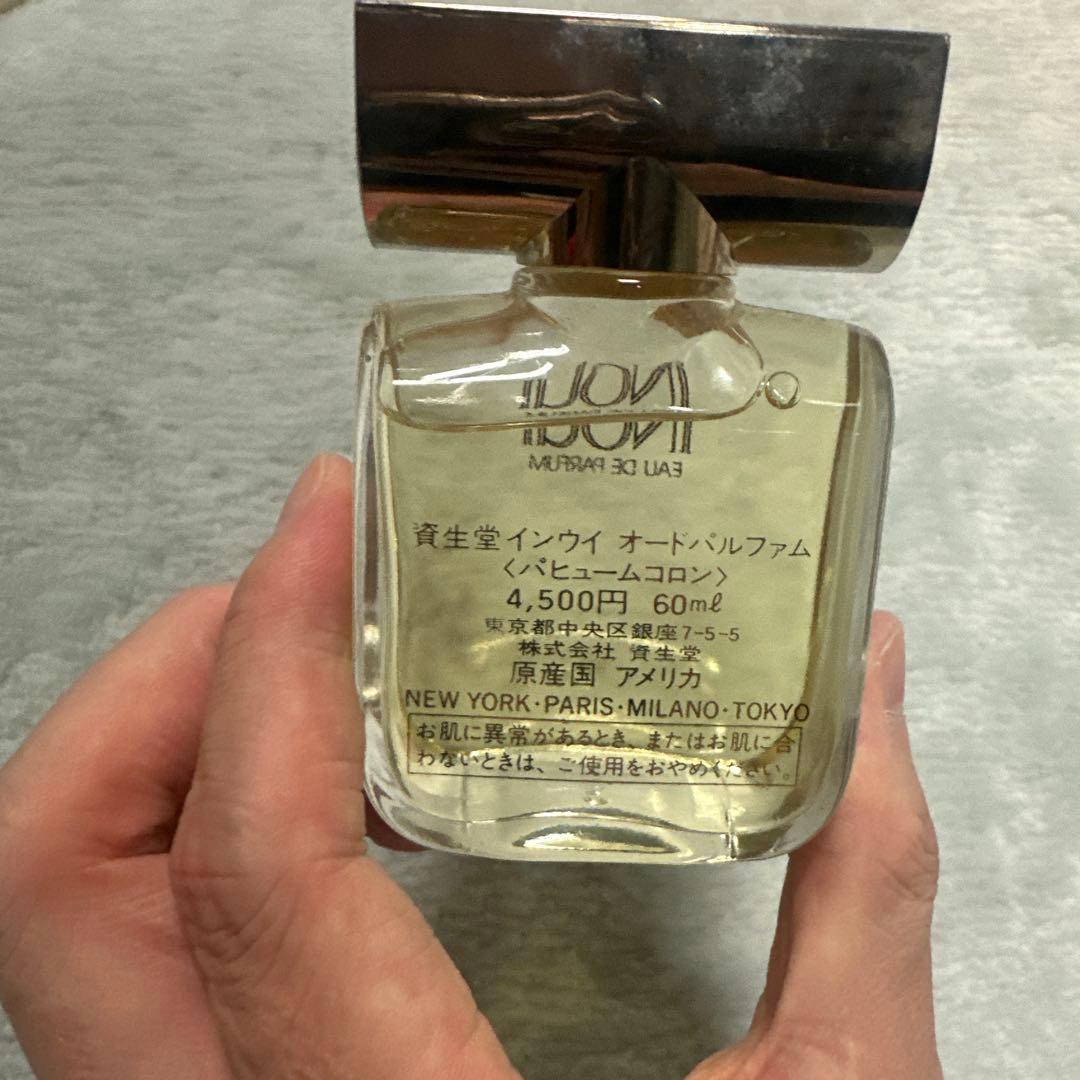 INOUI
INOUI
EAU DE PARFUM
資生堂インウイ オードパルファム
〈パヒュームコロン〉
4,500円 60mℓ
東京都中央区銀座7-5-5
株式会社 資生堂
原産国 アメリカ
NEW YORK・PARIS・MILANO・TOKYO
お肌に異常があるとき、またはお肌に合
わないときは、ご使用をおやめください。